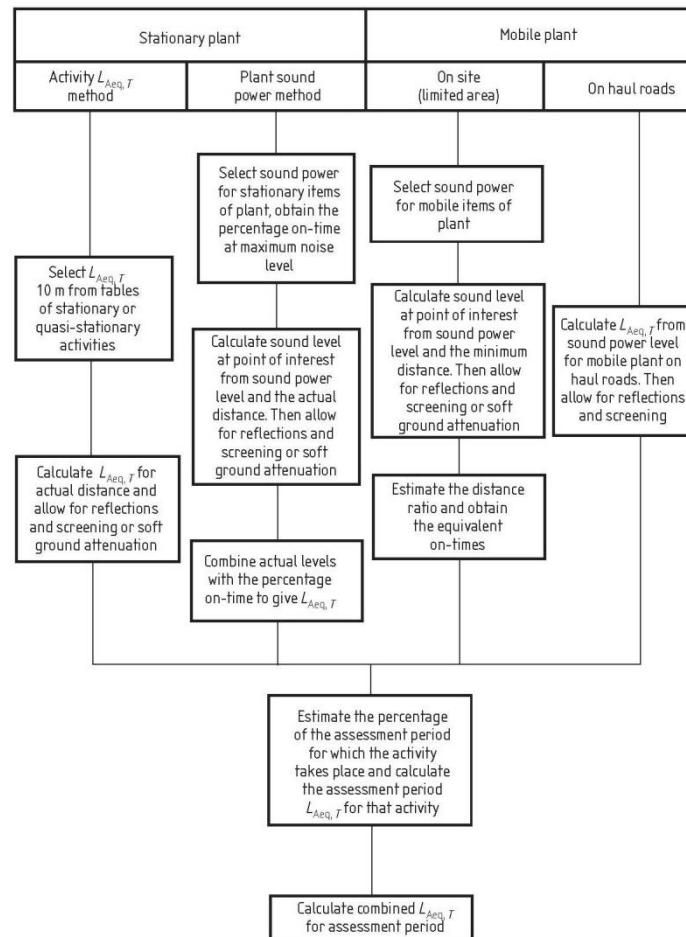 Stationary plant
Mobile plant
Activity L_Aeq, T
method
Plant sound
power method
On site
(limited area)
On haul roads
Select sound power
for stationary items
of plant, obtain the
percentage on-time
at maximum noise
level
Select sound power
for mobile items of
plant
Select L_Aeq, T
10 m from tables
of stationary or
quasi-stationary
activities
Calculate sound level
at point of interest
from sound power
level and the actual
distance. Then allow
for reflections and
screening or soft
ground attenuation
Calculate sound level
at point of interest
from sound power
level and the minimum
distance. Then allow
for reflections and
screening or soft
ground attenuation
Calculate L_Aeq, T from
sound power level
for mobile plant on
haul roads. Then
allow for reflections
and screening
Calculate L_Aeq, T for
actual distance and
allow for reflections
and screening or soft
ground attenuation
Combine actual levels
with the percentage
on-time to give L_Aeq, T
Estimate the distance
ratio and obtain
the equivalent
on-times
Estimate the percentage
of the assessment period
for which the activity
takes place and calculate
the assessment period
L_Aeq, T for that activity
Calculate combined L_Aeq, T
for assessment period